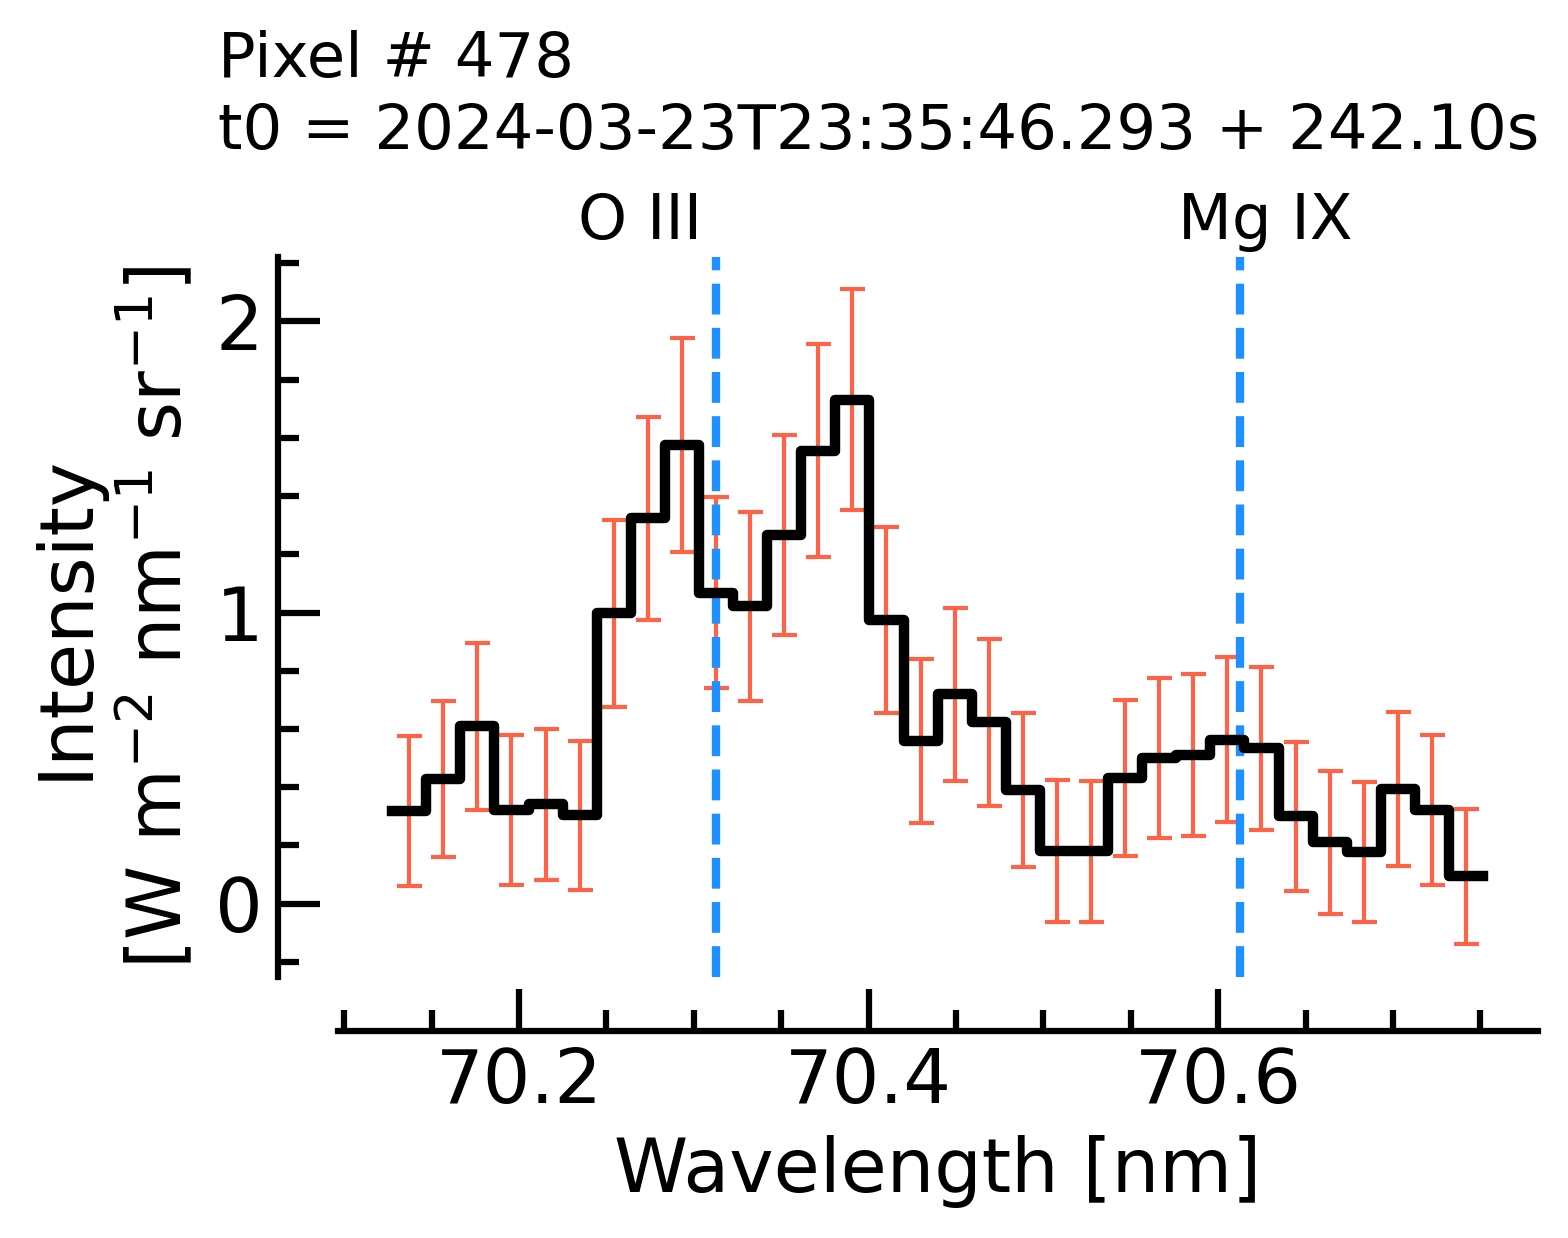 Pixel # 478
t0 = 2024-03-23T23:35:46.293 + 242.10s
O III
Mg IX
Intensity
[W m⁻² nm⁻¹ sr⁻¹]
2
1
0
70.2
70.4
70.6
Wavelength [nm]